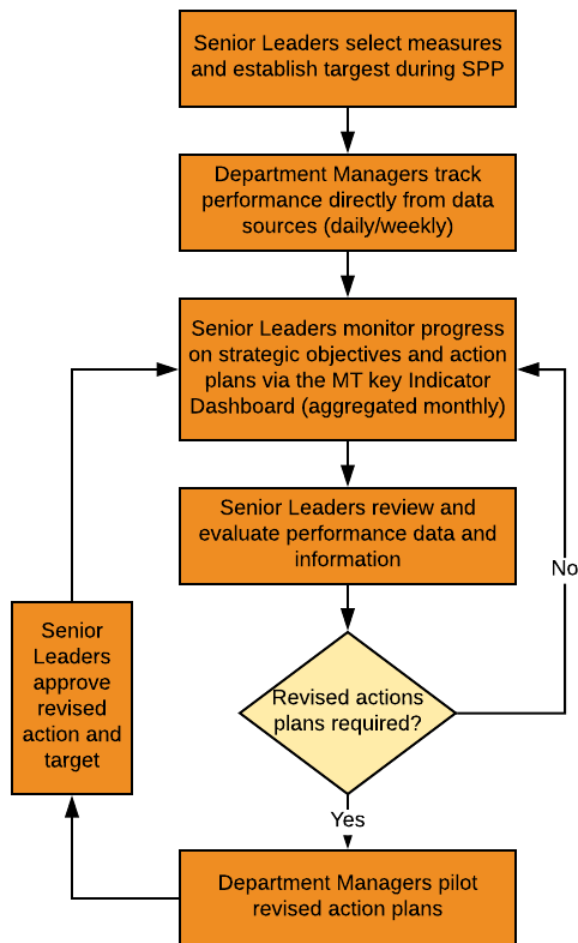 Senior Leaders select measures
and establish targest during SPP
Department Managers track
performance directly from data
sources (daily/weekly)
Senior Leaders monitor progress
on strategic objectives and action
plans via the MT key Indicator
Dashboard (aggregated monthly)
Senior Leaders review and
evaluate performance data and
information
No
Senior
Leaders
approve
revised
action and
target
Revised actions
plans required?
Yes
Department Managers pilot
revised action plans